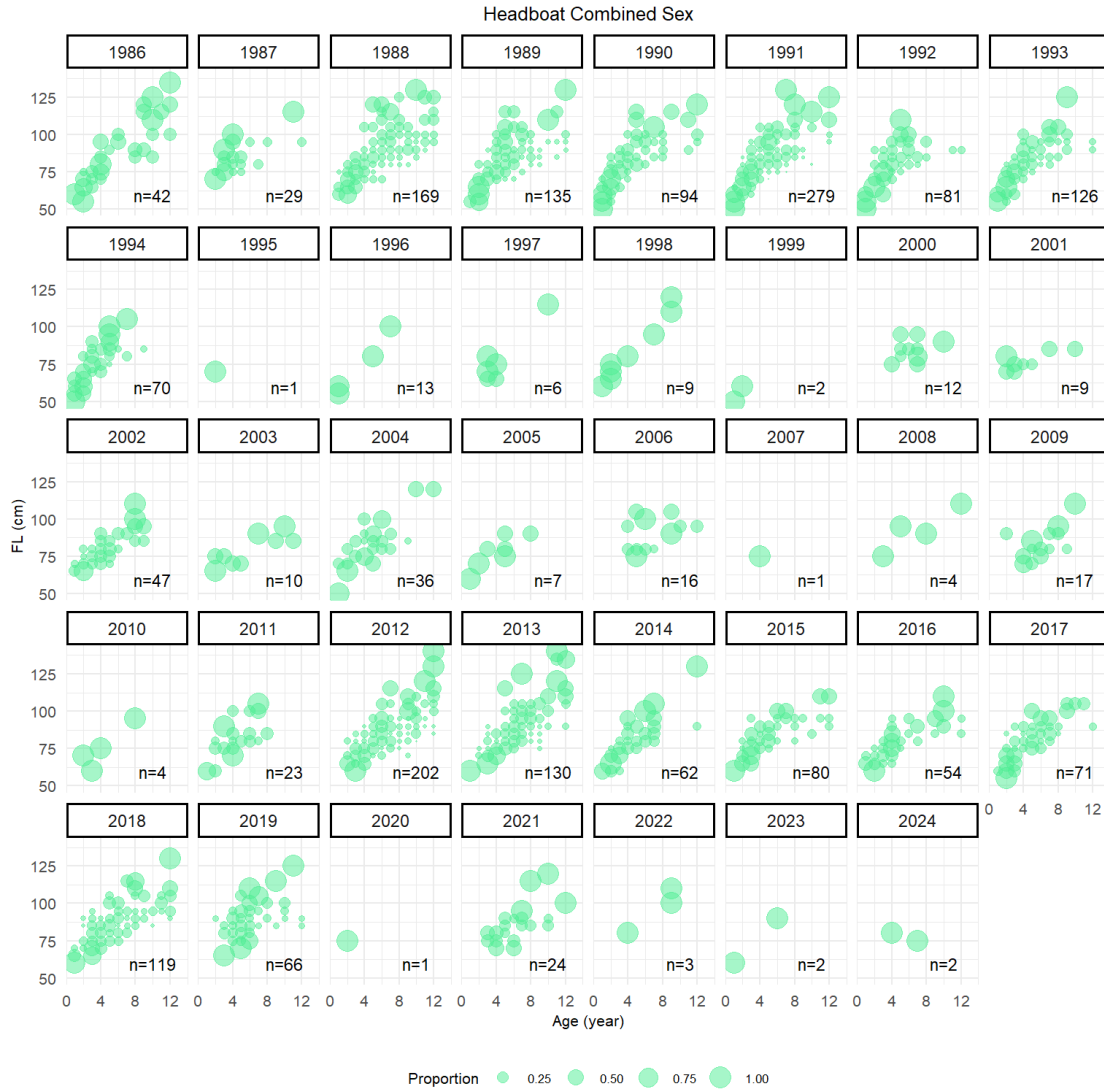 Headboat Combined Sex
1986 1987 1988 1989 1990 1991 1992 1993
125
100
75
50
n=42 n=29 n=169 n=135 n=94 n=279 n=81 n=126
1994 1995 1996 1997 1998 1999 2000 2001
125
100
75
50
n=70 n=1 n=13 n=6 n=9 n=2 n=12 n=9
2002 2003 2004 2005 2006 2007 2008 2009
125
100
75
50
n=47 n=10 n=36 n=7 n=16 n=1 n=4 n=17
FL (cm)
2010 2011 2012 2013 2014 2015 2016 2017
125
100
75
50
n=4 n=23 n=202 n=130 n=62 n=80 n=54 n=71
0 4 8 12
2018 2019 2020 2021 2022 2023 2024
125
100
75
50
n=119 n=66 n=1 n=24 n=3 n=2 n=2
0 4 8 12 0 4 8 12 0 4 8 12 0 4 8 12 0 4 8 12 0 4 8 12 0 4 8 12
Age (year)
Proportion 0.25 0.50 0.75 1.00